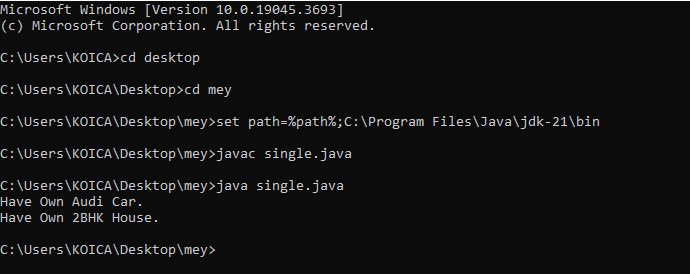 Microsoft Windows [Version 10.0.19045.3693]
(c) Microsoft Corporation. All rights reserved.
C:\Users\KOICA>cd desktop
C:\Users\KOICA\Desktop>cd mey
C:\Users\KOICA\Desktop\mey>set path=%path%;C:\Program Files\Java\jdk-21\bin
C:\Users\KOICA\Desktop\mey>javac single.java
C:\Users\KOICA\Desktop\mey>java single.java
Have Own Audi Car.
Have Own 2BHK House.
C:\Users\KOICA\Desktop\mey>